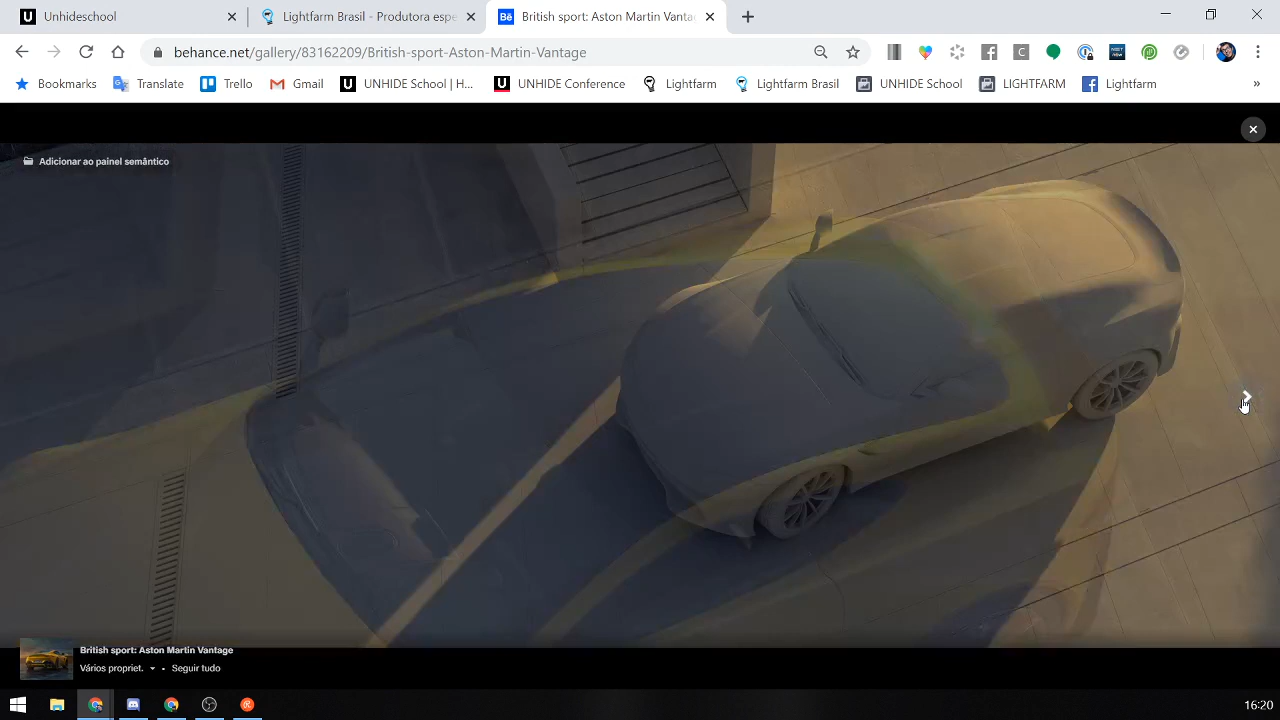 Unhideschool
Lightfarm Brasil - Produtora espe
British sport: Aston Martin Vanta
behance.net/gallery/83162209/British-sport-Aston-Martin-Vantage
Bookmarks
Translate
Trello
Gmail
UNHIDE School | H...
UNHIDE Conference
Lightfarm
Lightfarm Brasil
UNHIDE School
LIGHTFARM
Lightfarm
Adicionar ao painel semântico
British sport: Aston Martin Vantage
Vários propriet.
Seguir tudo
16:20